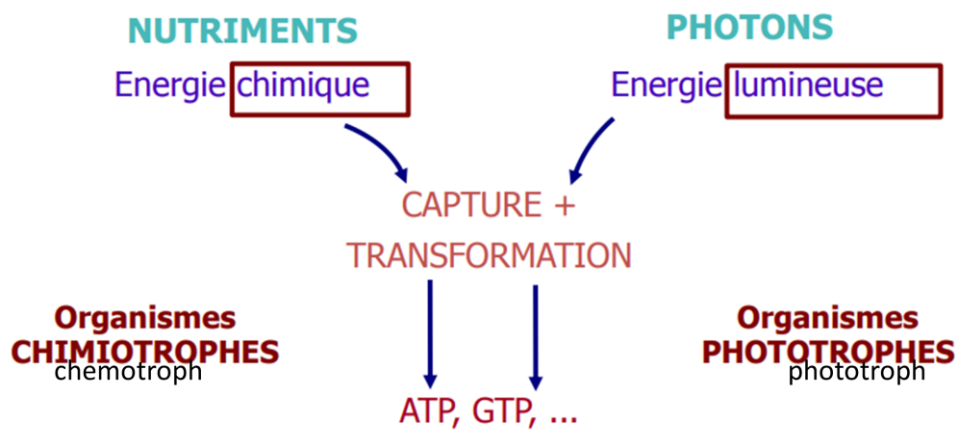 NUTRIMENTS
Energie chimique
PHOTONS
Energie lumineuse
CAPTURE +
TRANSFORMATION
Organismes
CHIMIOTROPHES
chemotroph
Organismes
PHOTOTROPHES
phototroph
ATP, GTP, ...